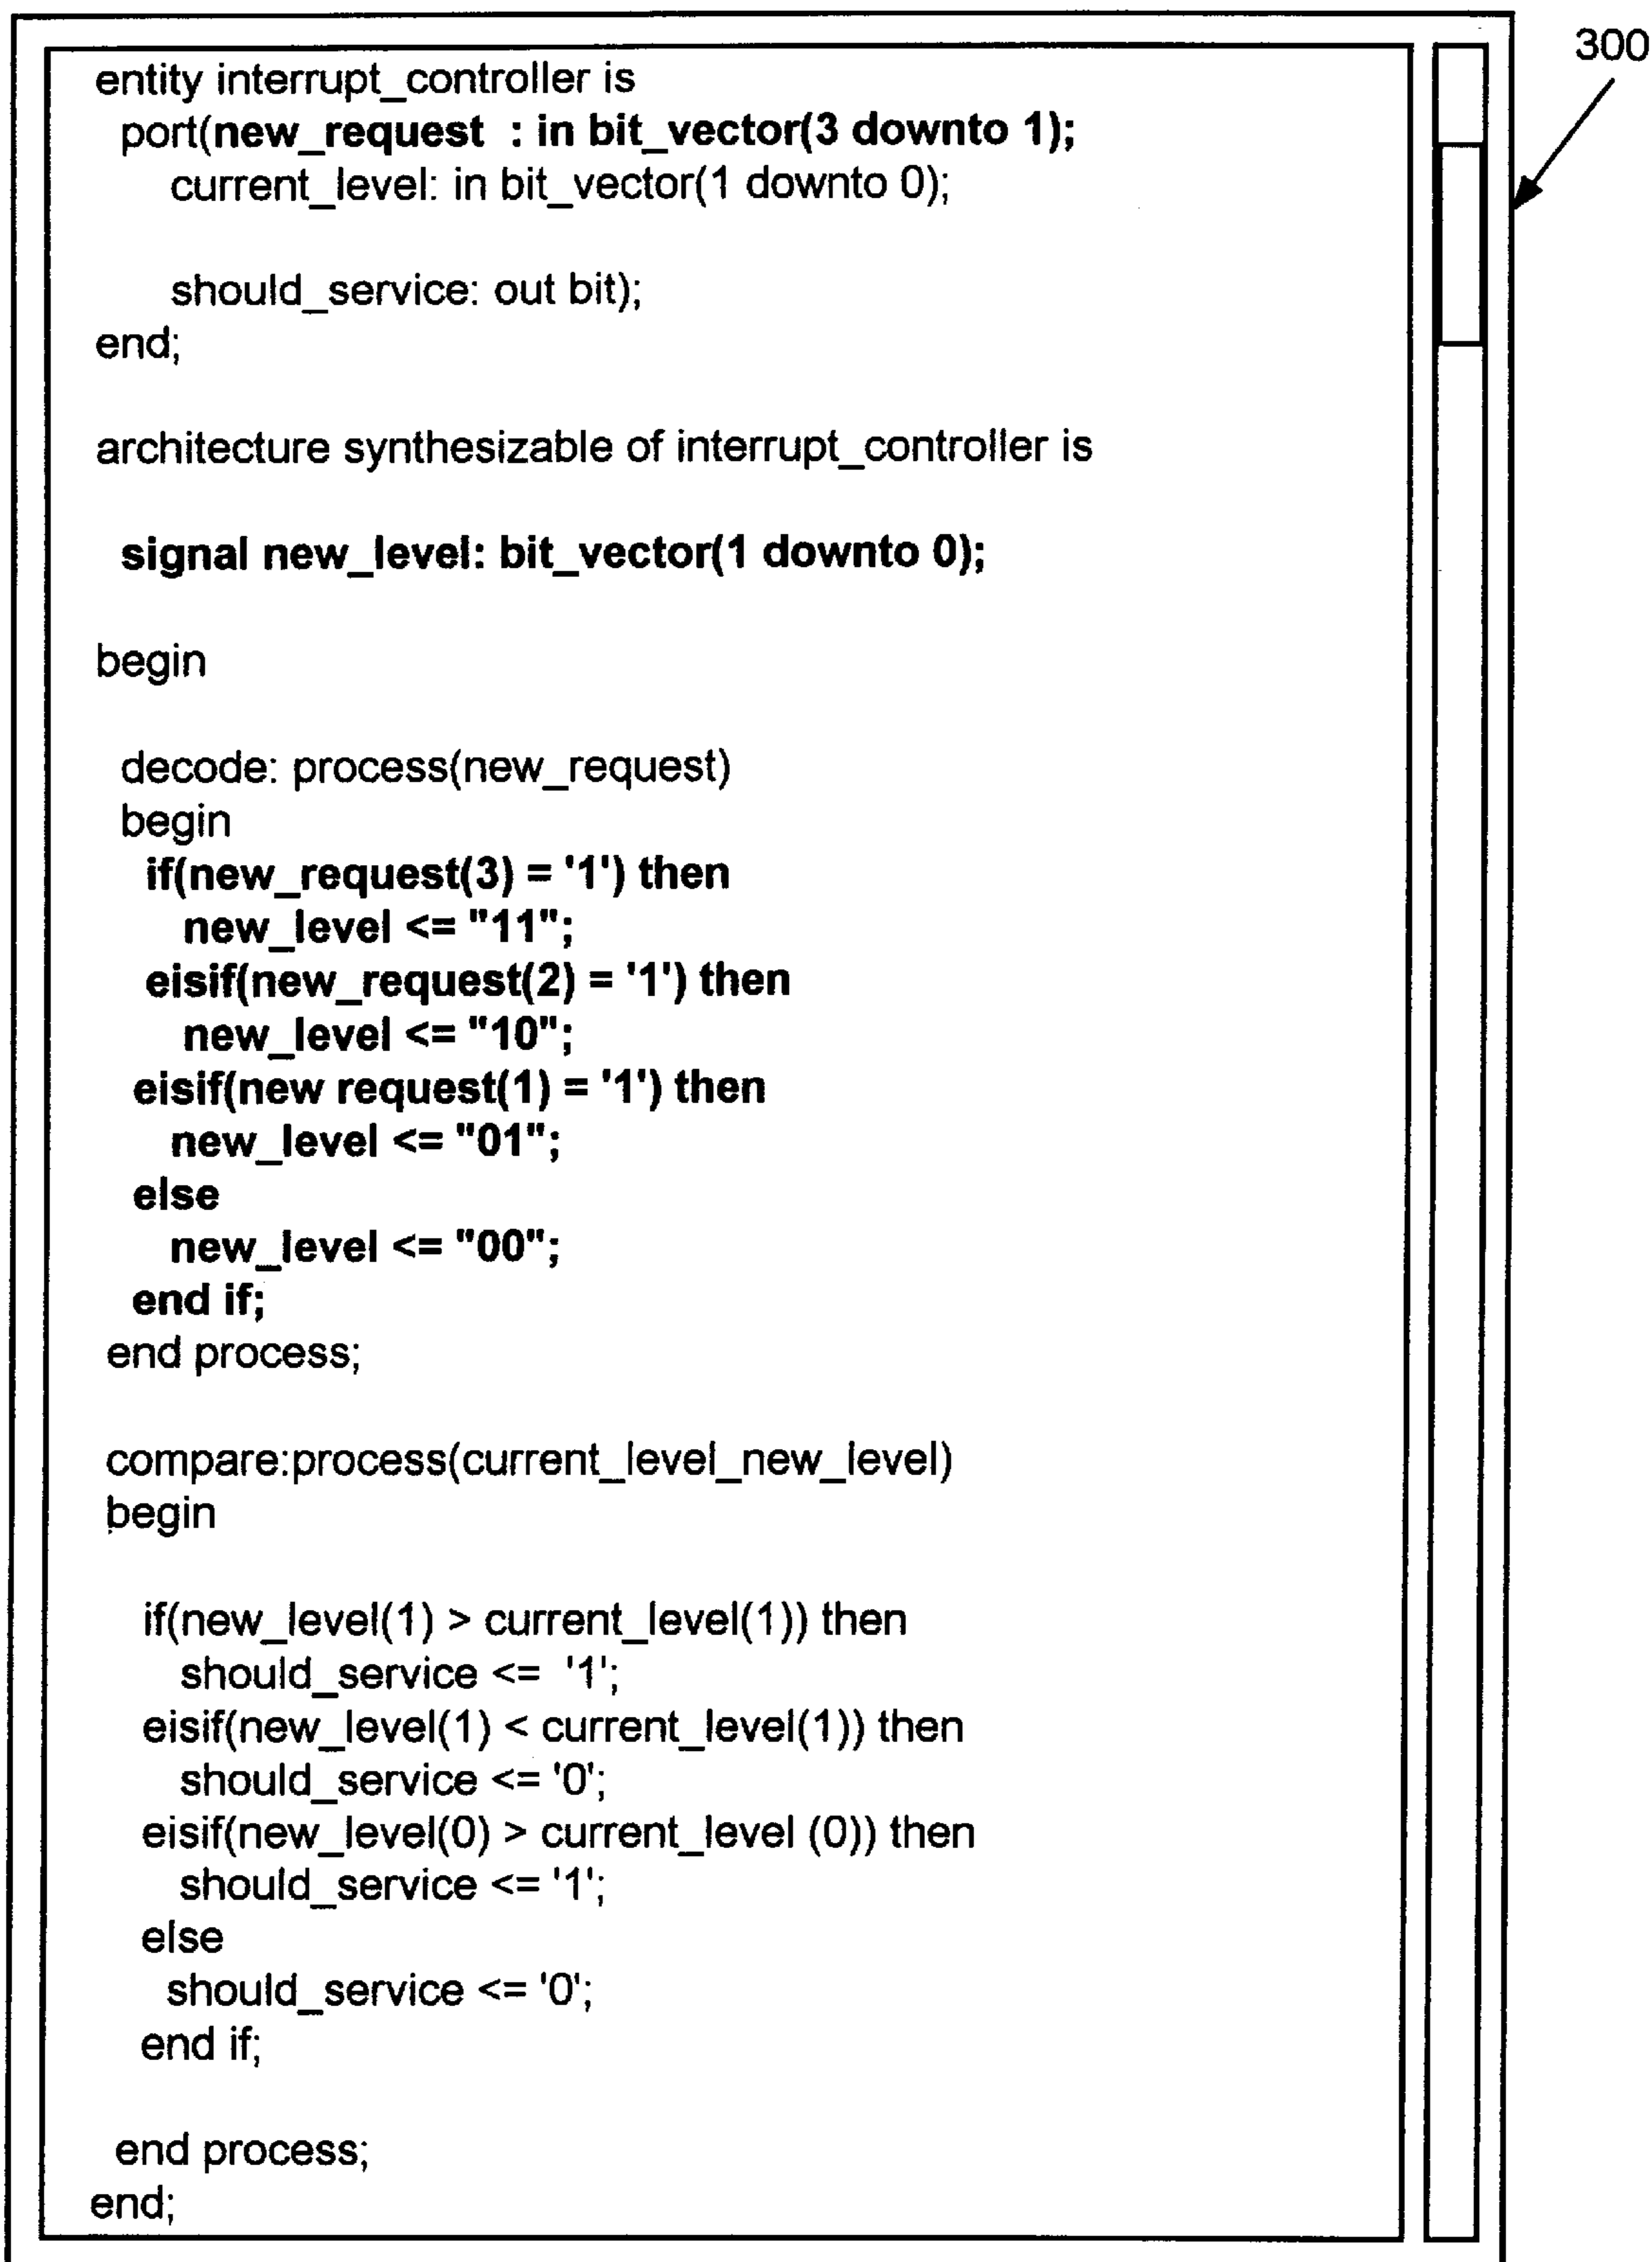 300
entity interrupt_controller is
port(new_request : in bit_vector(3 downto 1);
current_level: in bit_vector(1 downto 0);
should_service: out bit);
end;
architecture synthesizable of interrupt_controller is
signal new_level: bit_vector(1 downto 0);
begin
decode: process(new_request)
begin
if(new_request(3) = '1') then
new_level <= "11";
eisif(new_request(2) = '1') then
new_level <= "10";
eisif(new request(1) = '1') then
new_level <= "01";
else
new_level <= "00";
end if;
end process;
compare:process(current_level_new_level)
begin
if(new_level(1) > current_level(1)) then
should_service <= '1';
eisif(new_level(1) < current_level(1)) then
should_service <= '0';
eisif(new_level(0) > current_level (0)) then
should_service <= '1';
else
should_service <= '0';
end if;
end process;
end;